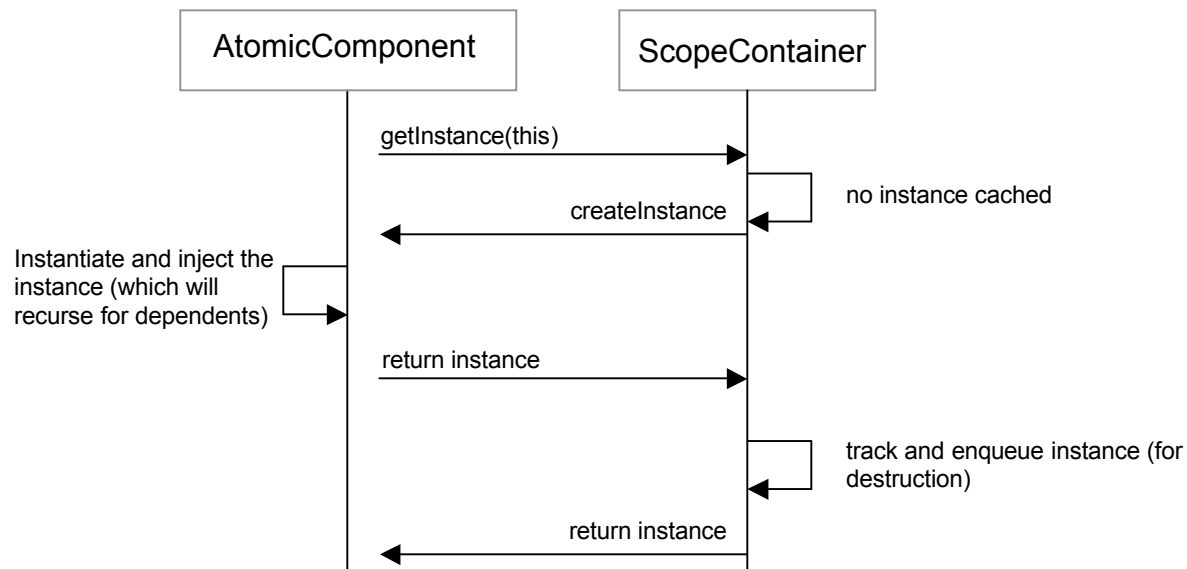 AtomicComponent
ScopeContainer
getInstance(this)
no instance cached
createInstance
Instantiate and inject the
instance (which will
recurse for dependents)
return instance
track and enqueue instance (for
destruction)
return instance